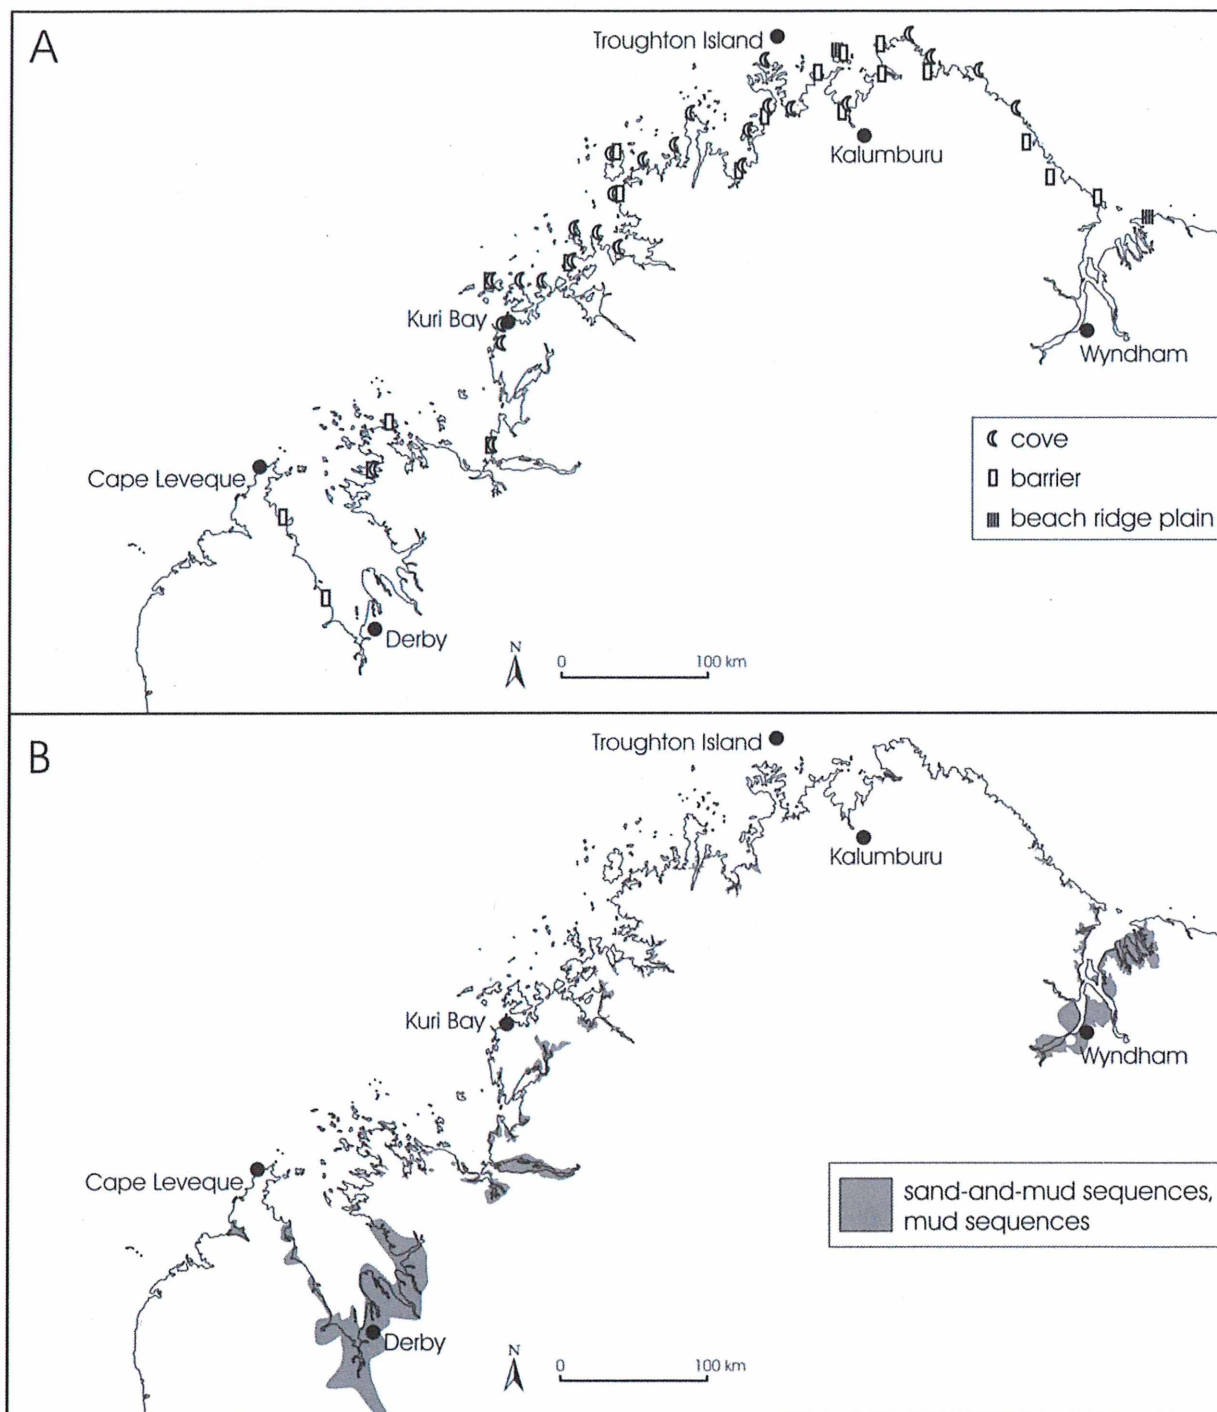 A
Troughton Island
Kalumburu
Kuri Bay
Wyndham
cove
barrier
beach ridge plain
Cape Leveque
Derby
N
0 100 km
B
Troughton Island
Kalumburu
Kuri Bay
Wyndham
Cape Leveque
sand-and-mud sequences,
mud sequences
Derby
N
0 100 km